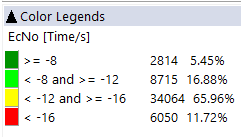 Color Legends
EcNo [Time/s]
>= -8 2814 5.45%
< -8 and >= -12 8715 16.88%
< -12 and >= -16 34064 65.96%
< -16 6050 11.72%